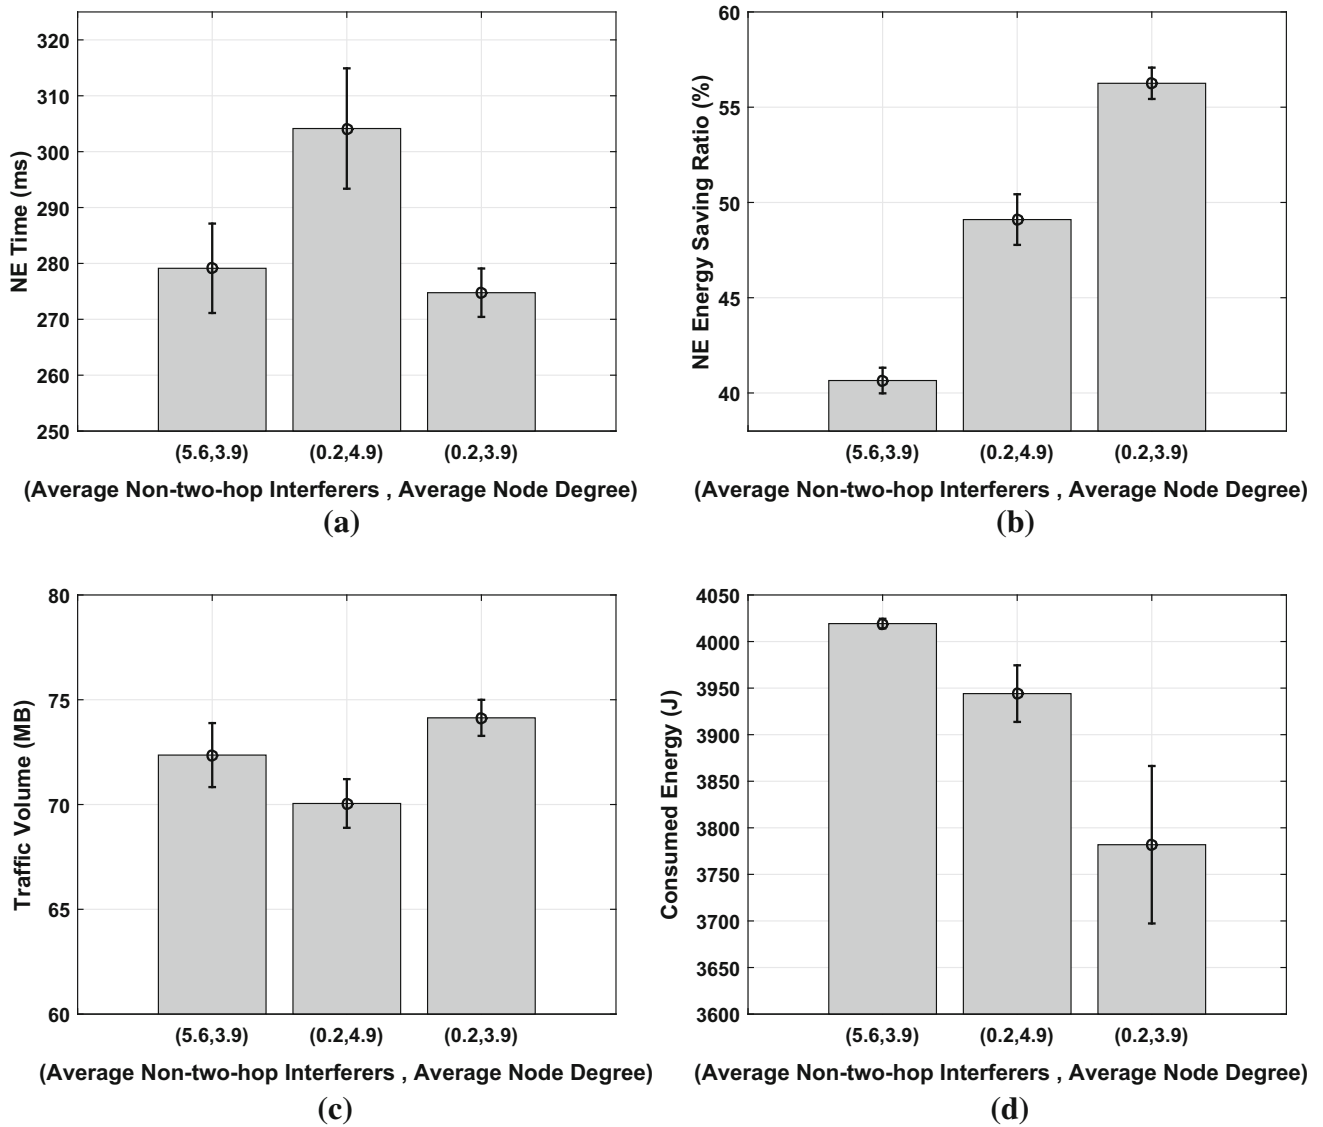 320
310
300
290
280
270
260
250
NE Time (ms)
(5.6,3.9) (0.2,4.9) (0.2,3.9)
(Average Non-two-hop Interferers , Average Node Degree)
(a)
60
55
50
45
40
NE Energy Saving Ratio (%)
(5.6,3.9) (0.2,4.9) (0.2,3.9)
(Average Non-two-hop Interferers , Average Node Degree)
(b)
80
75
70
65
60
Traffic Volume (MB)
(5.6,3.9) (0.2,4.9) (0.2,3.9)
(Average Non-two-hop Interferers , Average Node Degree)
(c)
4050
4000
3950
3900
3850
3800
3750
3700
3650
3600
Consumed Energy (J)
(5.6,3.9) (0.2,4.9) (0.2,3.9)
(Average Non-two-hop Interferers , Average Node Degree)
(d)